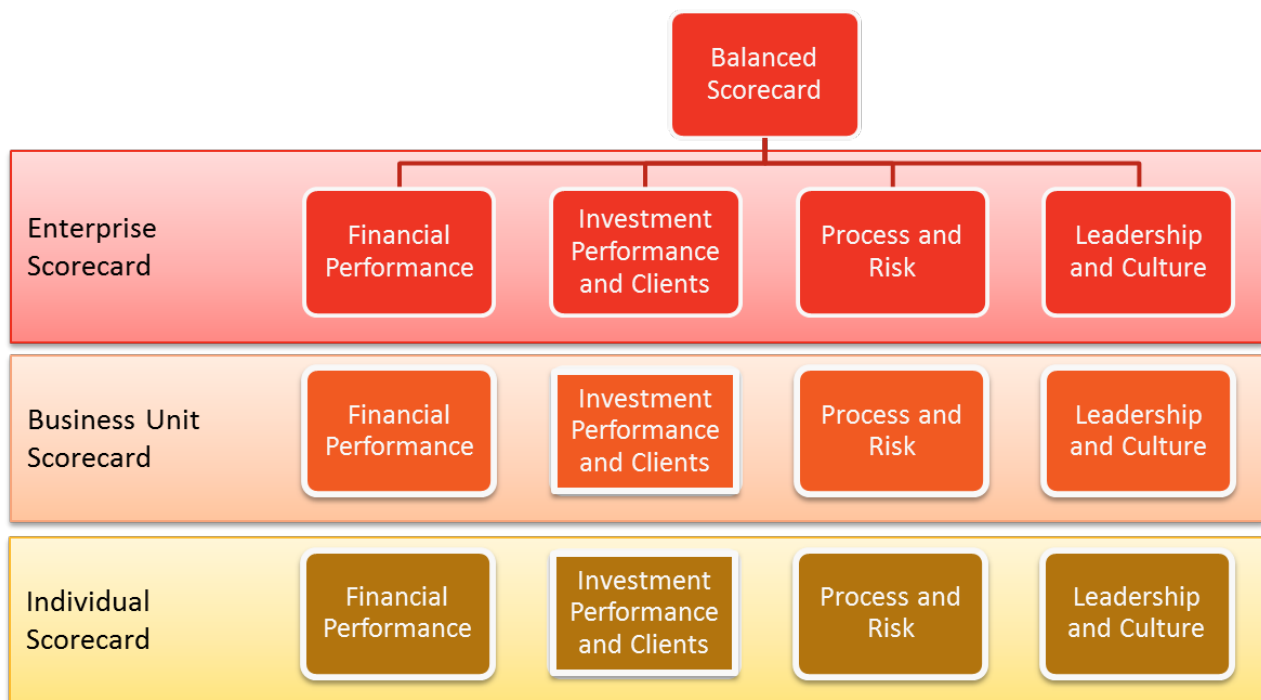 Balanced
Scorecard
Enterprise
Scorecard
Financial
Performance
Investment
Performance
and Clients
Process and
Risk
Leadership
and Culture
Business Unit
Scorecard
Financial
Performance
Investment
Performance
and Clients
Process and
Risk
Leadership
and Culture
Individual
Scorecard
Financial
Performance
Investment
Performance
and Clients
Process and
Risk
Leadership
and Culture